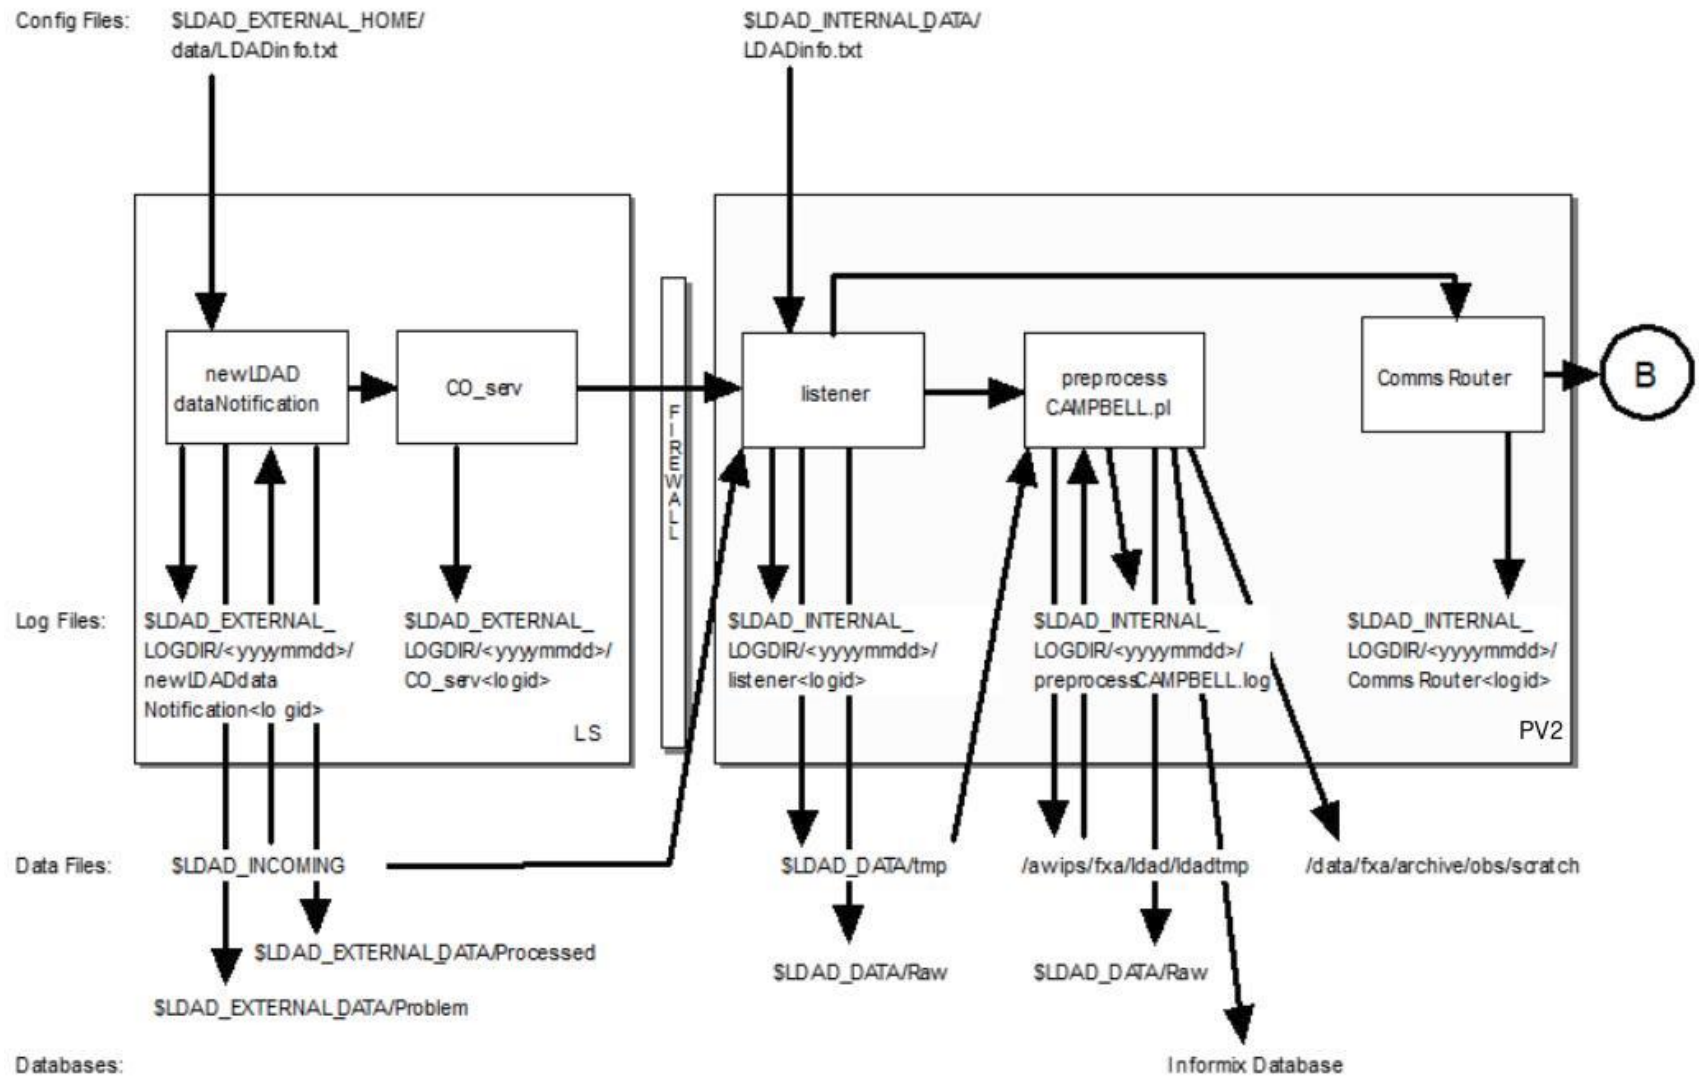 Config Files:
$LDAD_EXTERNAL_HOME/
data/LDADinfo.txt
$LDAD_INTERNAL_DATA/
LDADinfo.txt
newLDAD
dataNotification
CO_serv
FIREWALL
listener
preprocess
CAMPBELL.pl
Comms Router
B
Log Files:
$LDAD_EXTERNAL_
LOGDIR/<yyyymmdd>/
newLDADdata
Notification<logid>
$LDAD_EXTERNAL_
LOGDIR/<yyyymmdd>/
CO_serv<logid>
LS
$LDAD_INTERNAL_
LOGDIR/<yyyymmdd>/
listener<logid>
$LDAD_INTERNAL_
LOGDIR/<yyyymmdd>/
preprocessCAMPBELL.log
$LDAD_INTERNAL_
LOGDIR/<yyyymmdd>/
Comms Router<logid>
PV2
Data Files:
$LDAD_INCOMING
$LDAD_DATA/tmp
/awips/fxa/ldad/ldadtmp
/data/fxa/archive/obs/scratch
$LDAD_EXTERNAL_DATA/Processed
$LDAD_DATA/Raw
$LDAD_DATA/Raw
$LDAD_EXTERNAL_DATA/Problem
Databases:
Informix Database